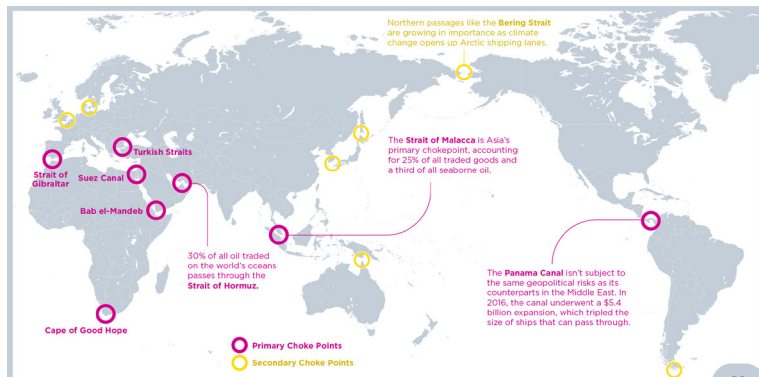 Northern passages like the Bering Strait
are growing in importance as climate
change opens up Arctic shipping lanes.
The Strait of Malacca is Asia's
primary chokepoint, accounting
for 25% of all traded goods and
a third of all seaborne oil.
Turkish Straits
Strait of
Gibraltar
Suez Canal
Bab el-Mandeb
30% of all oil traded
on the world's oceans
passes through the
Strait of Hormuz.
The Panama Canal isn't subject to
the same geopolitical risks as its
counterparts in the Middle East. In
2016, the canal underwent a $5.4
billion expansion, which tripled the
size of ships that can pass through.
Cape of Good Hope
Primary Choke Points
Secondary Choke Points